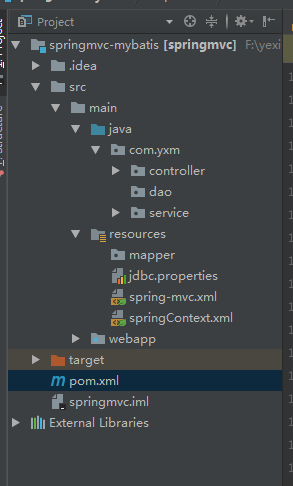 Project
springmvc-mybatis [springmvc] F:\yexi
.idea
src
main
java
com.yxm
controller
dao
service
resources
mapper
jdbc.properties
spring-mvc.xml
springContext.xml
webapp
target
pom.xml
springmvc.iml
External Libraries